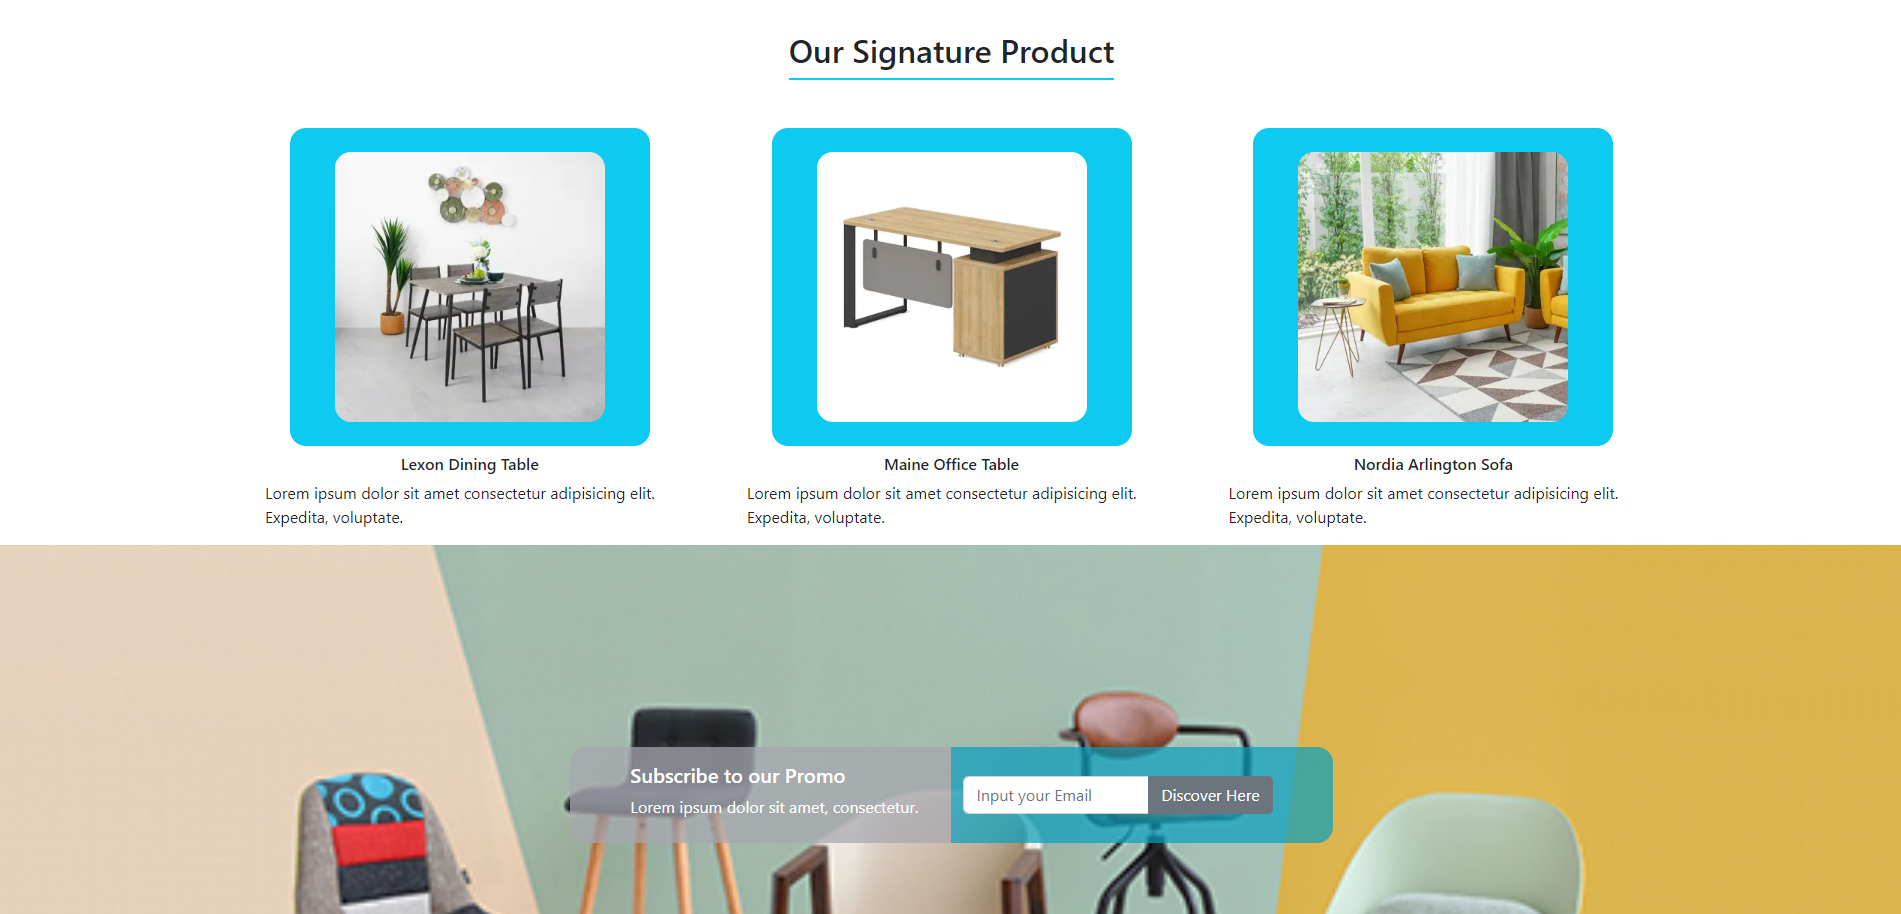 Our Signature Product
Lexon Dining Table
Lorem ipsum dolor sit amet consectetur adipisicing elit.
Expedita, voluptate.
Maine Office Table
Lorem ipsum dolor sit amet consectetur adipisicing elit.
Expedita, voluptate.
Nordia Arlington Sofa
Lorem ipsum dolor sit amet consectetur adipisicing elit.
Expedita, voluptate.
Subscribe to our Promo
Lorem ipsum dolor sit amet, consectetur.
Input your Email
Discover Here